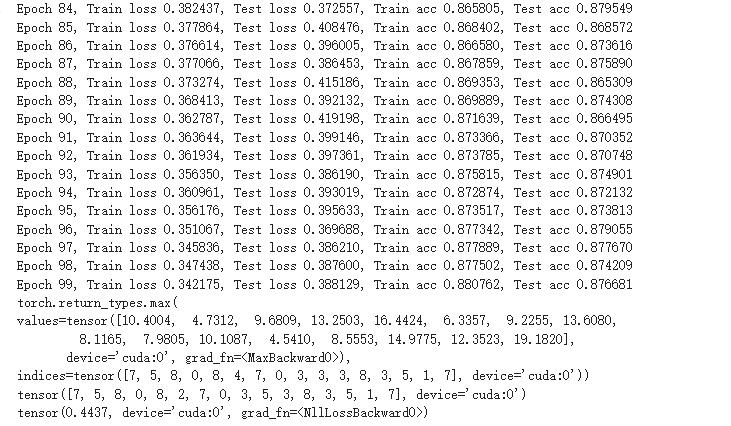 Epoch 84, Train loss 0.382437, Test loss 0.372557, Train acc 0.865805, Test acc 0.879549
Epoch 85, Train loss 0.377864, Test loss 0.408476, Train acc 0.868402, Test acc 0.868572
Epoch 86, Train loss 0.376614, Test loss 0.396005, Train acc 0.866580, Test acc 0.873616
Epoch 87, Train loss 0.377066, Test loss 0.386453, Train acc 0.867859, Test acc 0.875890
Epoch 88, Train loss 0.373274, Test loss 0.415186, Train acc 0.869353, Test acc 0.865309
Epoch 89, Train loss 0.368413, Test loss 0.392132, Train acc 0.869889, Test acc 0.874308
Epoch 90, Train loss 0.362787, Test loss 0.419198, Train acc 0.871639, Test acc 0.866495
Epoch 91, Train loss 0.363644, Test loss 0.399146, Train acc 0.873366, Test acc 0.870352
Epoch 92, Train loss 0.361934, Test loss 0.397361, Train acc 0.873785, Test acc 0.870748
Epoch 93, Train loss 0.356350, Test loss 0.386190, Train acc 0.875815, Test acc 0.874901
Epoch 94, Train loss 0.360961, Test loss 0.393019, Train acc 0.872874, Test acc 0.872132
Epoch 95, Train loss 0.356176, Test loss 0.395633, Train acc 0.873517, Test acc 0.873813
Epoch 96, Train loss 0.351067, Test loss 0.369688, Train acc 0.877342, Test acc 0.879055
Epoch 97, Train loss 0.345836, Test loss 0.386210, Train acc 0.877889, Test acc 0.877670
Epoch 98, Train loss 0.347438, Test loss 0.387600, Train acc 0.877502, Test acc 0.874209
Epoch 99, Train loss 0.342175, Test loss 0.388129, Train acc 0.880762, Test acc 0.876681
torch.return_types.max(
values=tensor([10.4004,  4.7312,  9.6809, 13.2503, 16.4424,  6.3357,  9.2255, 13.6080,
8.1165,  7.9805, 10.1087,  4.5410,  8.5553, 14.9775, 12.3523, 19.1820],
device='cuda:0', grad_fn=<MaxBackward0>),
indices=tensor([7, 5, 8, 0, 8, 4, 7, 0, 3, 3, 3, 8, 3, 5, 1, 7], device='cuda:0'))
tensor([7, 5, 8, 0, 8, 2, 7, 0, 3, 5, 3, 8, 3, 5, 1, 7], device='cuda:0')
tensor(0.4437, device='cuda:0', grad_fn=<NllLossBackward0>)